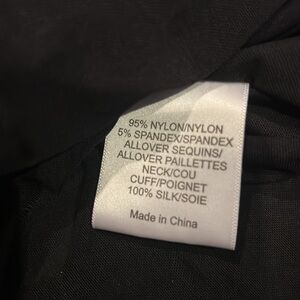 95% NYLON/NYLON
5% SPANDEX/SPANDEX
ALLOVER SEQUINS/
ALLOVER PAILLETTES
NECK/COU
CUFF/POIGNET
100% SILK/SOIE
Made in China